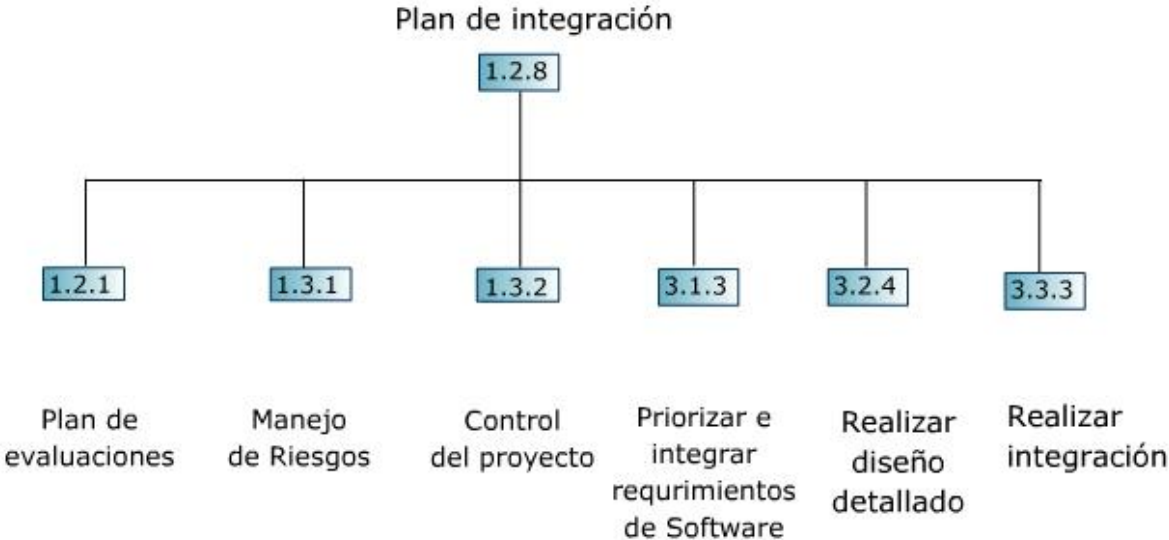 Plan de integración
1.2.8
1.2.1
1.3.1
1.3.2
3.1.3
3.2.4
3.3.3
Plan de
evaluaciones
Manejo
de Riesgos
Control
del proyecto
Priorizar e
integrar
requrimientos
de Software
Realizar
diseño
detallado
Realizar
integración